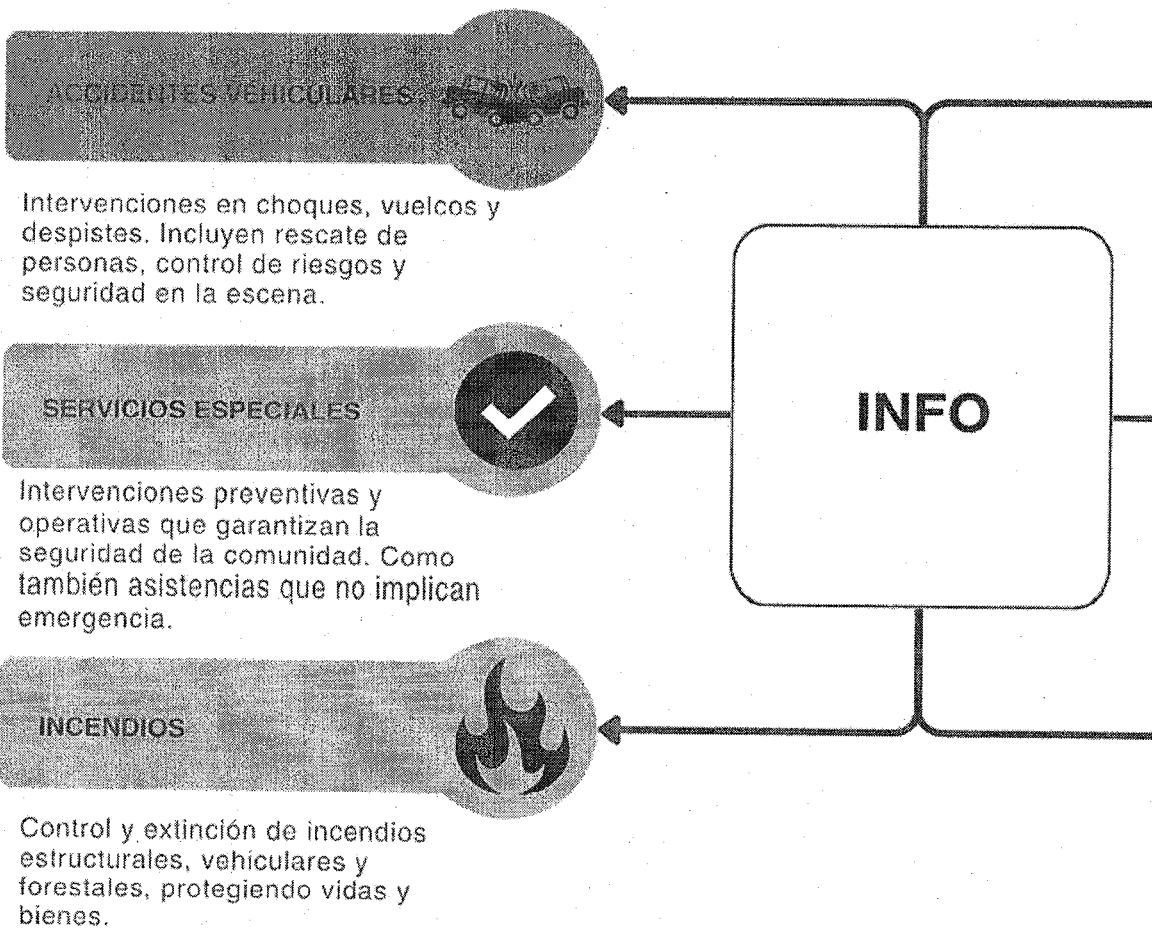 ACCIDENTES VEHICULARES
Intervenciones en choques, vuelcos y
despistes. Incluyen rescate de
personas, control de riesgos y
seguridad en la escena.
SERVICIOS ESPECIALES
Intervenciones preventivas y
operativas que garantizan la
seguridad de la comunidad. Como
también asistencias que no implican
emergencia.
INCENDIOS
Control y extinción de incendios
estructurales, vehículares y
forestales, protegiendo vidas y
bienes.
INFO